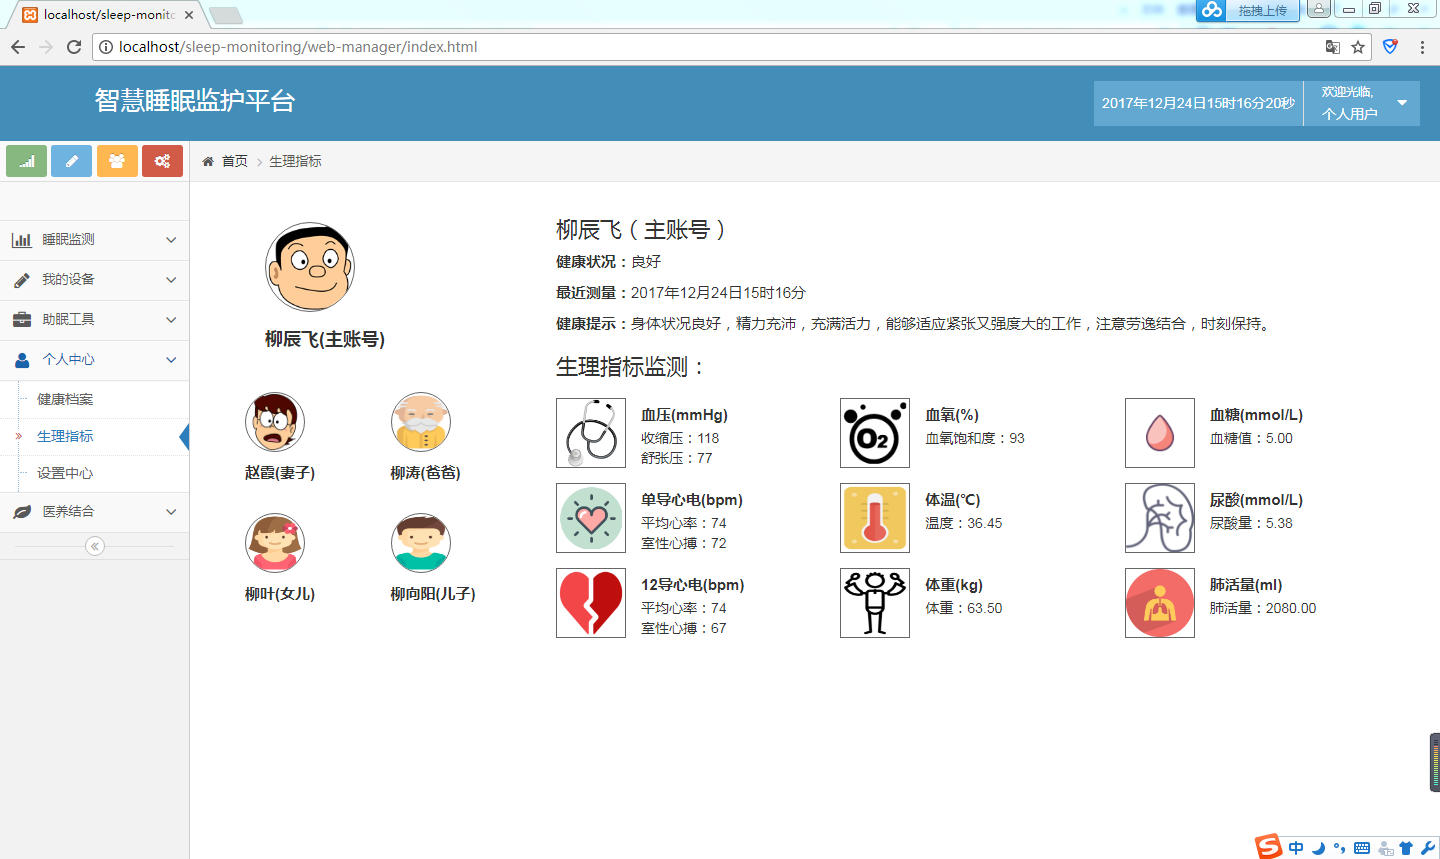 localhost/sleep-monito
拖拽上传
localhost/sleep-monitoring/web-manager/index.html
智慧睡眠监护平台
2017年12月24日15时16分20秒
欢迎光临,
个人用户
首页
生理指标
睡眠监测
我的设备
助眠工具
个人中心
健康档案
生理指标
设置中心
医养结合
柳辰飞(主账号)
赵霞(妻子)
柳涛(爸爸)
柳叶(女儿)
柳向阳(儿子)
柳辰飞（主账号）
健康状况：良好
最近测量：2017年12月24日15时16分
健康提示：身体状况良好，精力充沛，充满活力，能够适应紧张又强度大的工作，注意劳逸结合，时刻保持。
生理指标监测：
血压(mmHg)
收缩压：118
舒张压：77
O2
血氧(%)
血氧饱和度：93
血糖(mmol/L)
血糖值：5.00
单导心电(bpm)
平均心率：74
室性心搏：72
体温(℃)
温度：36.45
尿酸(mmol/L)
尿酸量：5.38
12导心电(bpm)
平均心率：74
室性心搏：67
体重(kg)
体重：63.50
肺活量(ml)
肺活量：2080.00
S
中